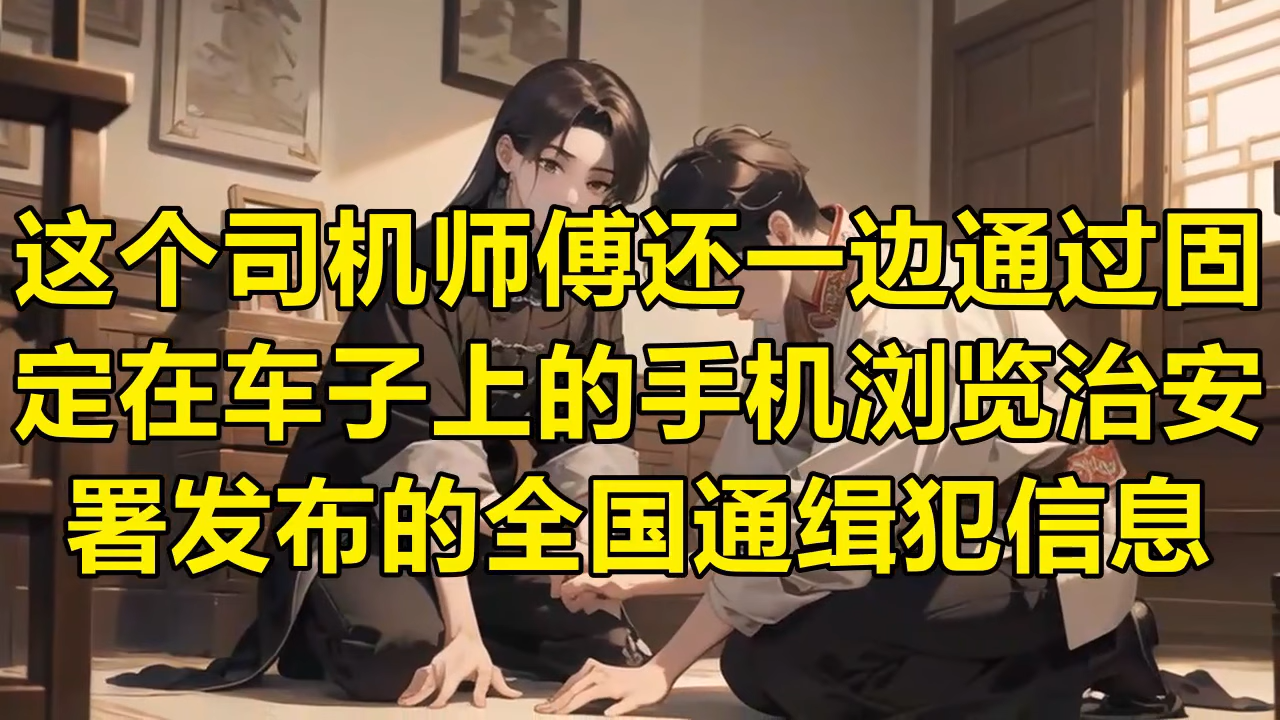 这个司机师傅还一边通过固
定在车子上的手机浏览治安
署发布的全国通缉犯信息